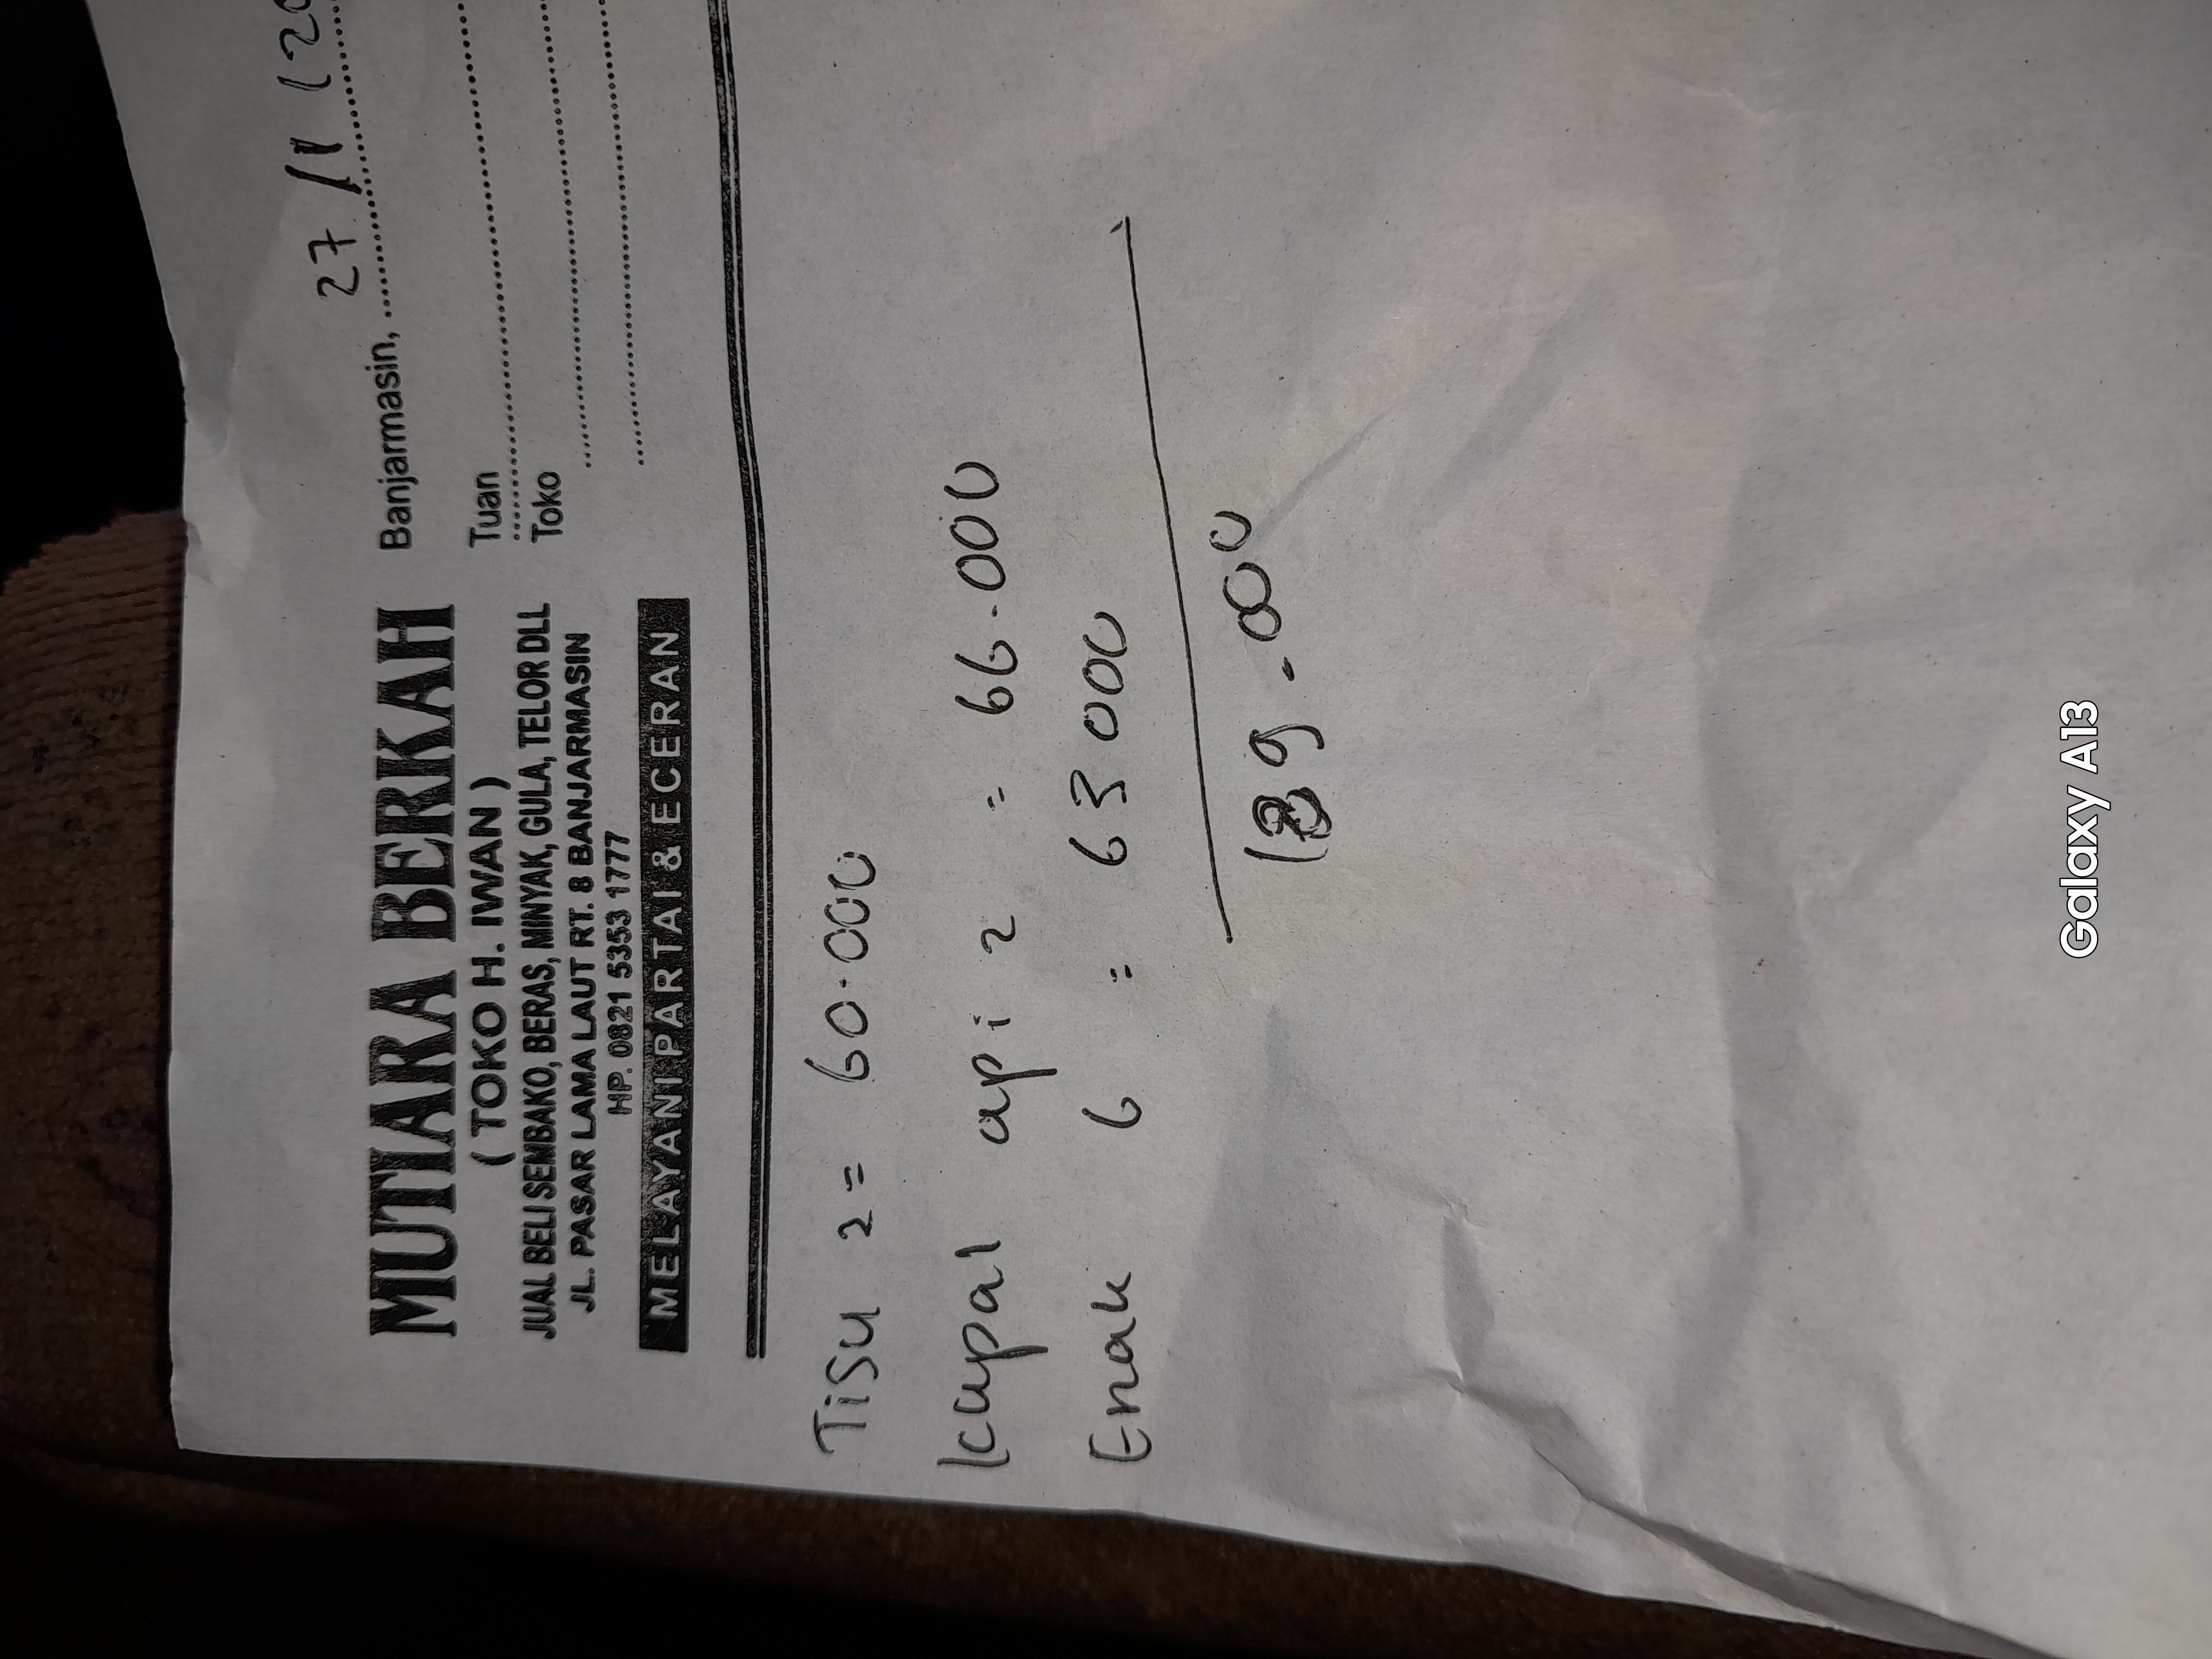 MUTIARA BERKAH
( TOKO H. IWAN )
JUAL BELI SEMBAKO, BERAS, MINYAK, GULA, TELOR DLL
JL. PASAR LAMA LAUT RT. 8 BANJARMASIN
HP. 0821 5353 1777
MELAYANI PARTAI & ECERAN
Banjarmasin, 27/11/20
Tuan
Toko
Tisu 2= 60.000
Kapal api 2 = 66.000
Enak 6 = 63000
189.000
Galaxy A13